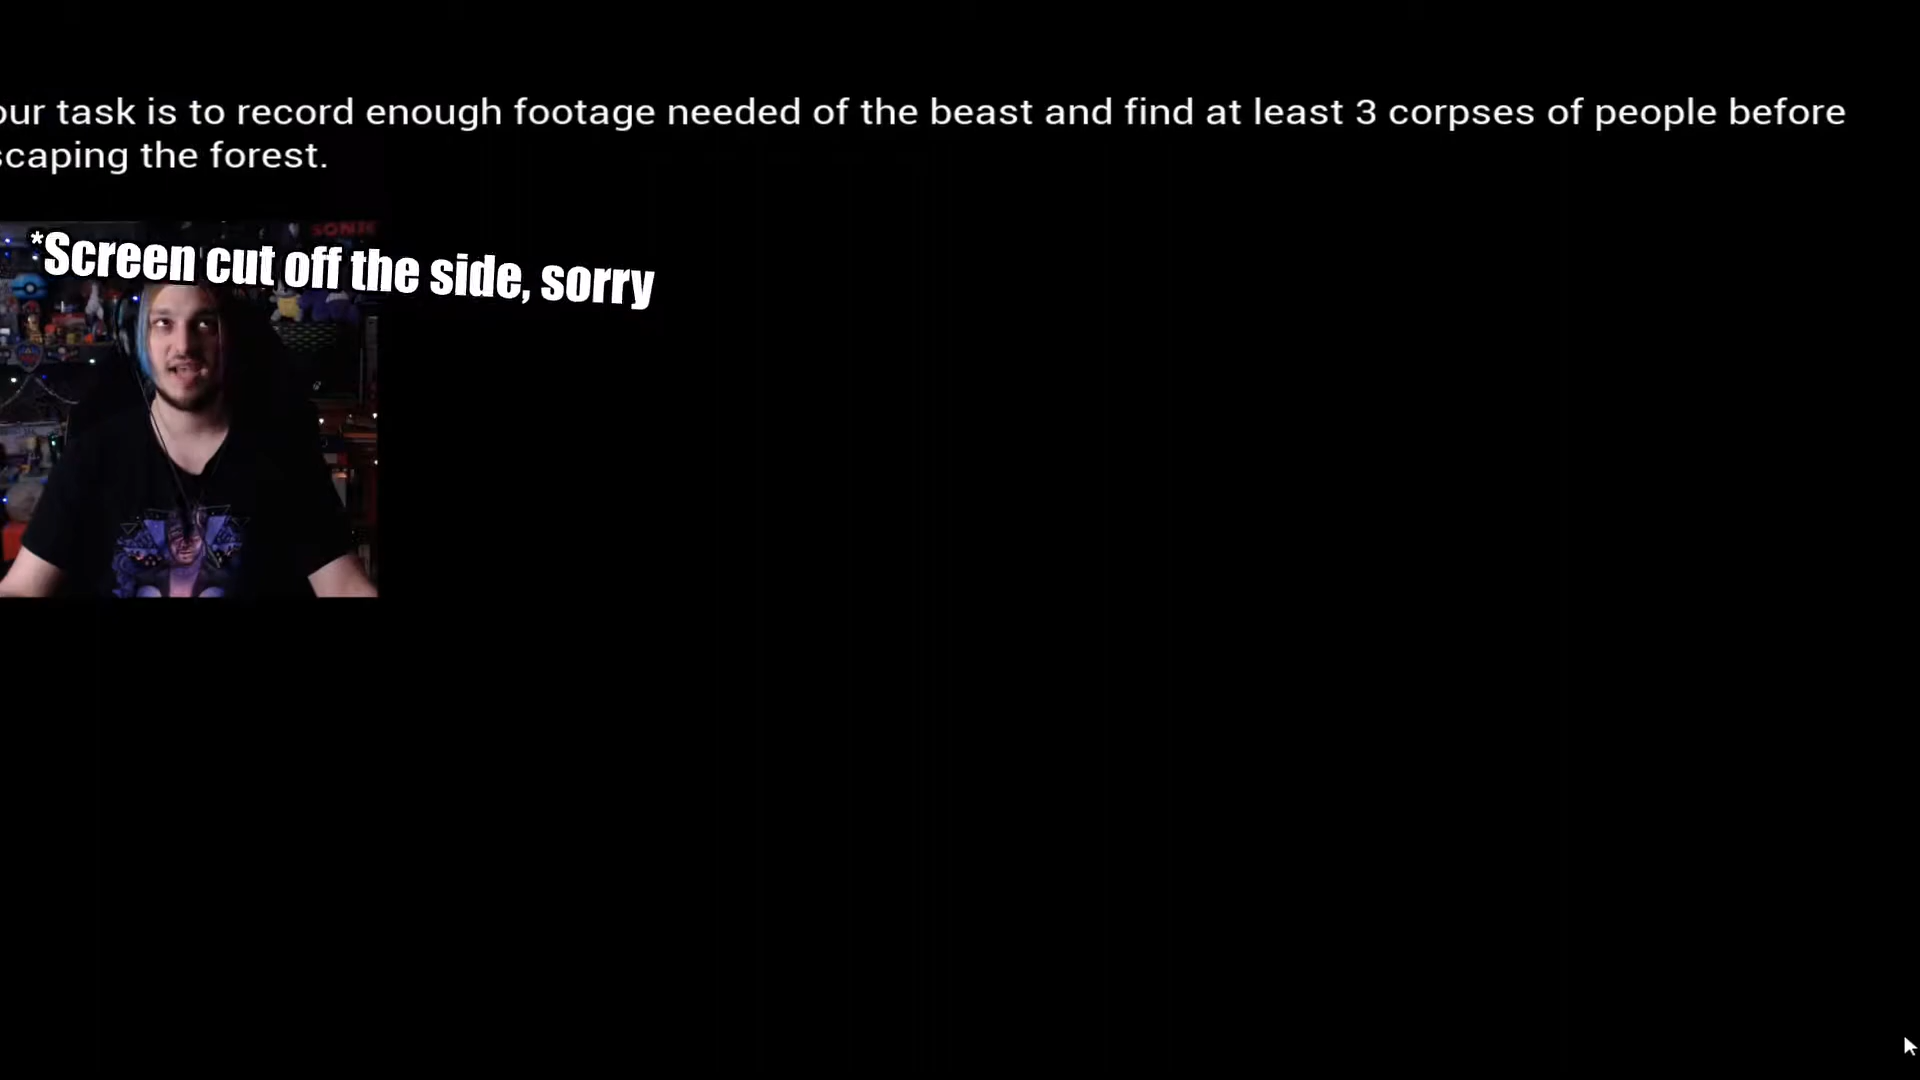 our task is to record enough footage needed of the beast and find at least 3 corpses of people before
scaping the forest.
SONIC
*Screen cut off the side, sorry